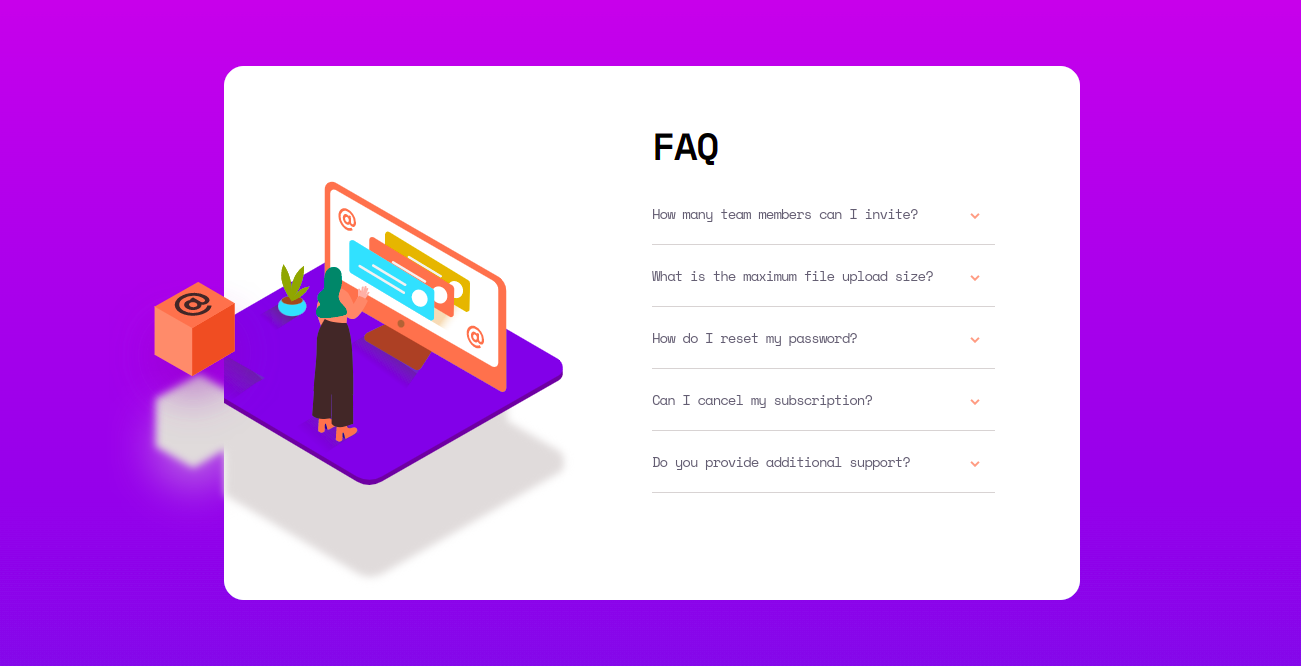 @
@
@
FAQ
How many team members can I invite?
What is the maximum file upload size?
How do I reset my password?
Can I cancel my subscription?
Do you provide additional support?